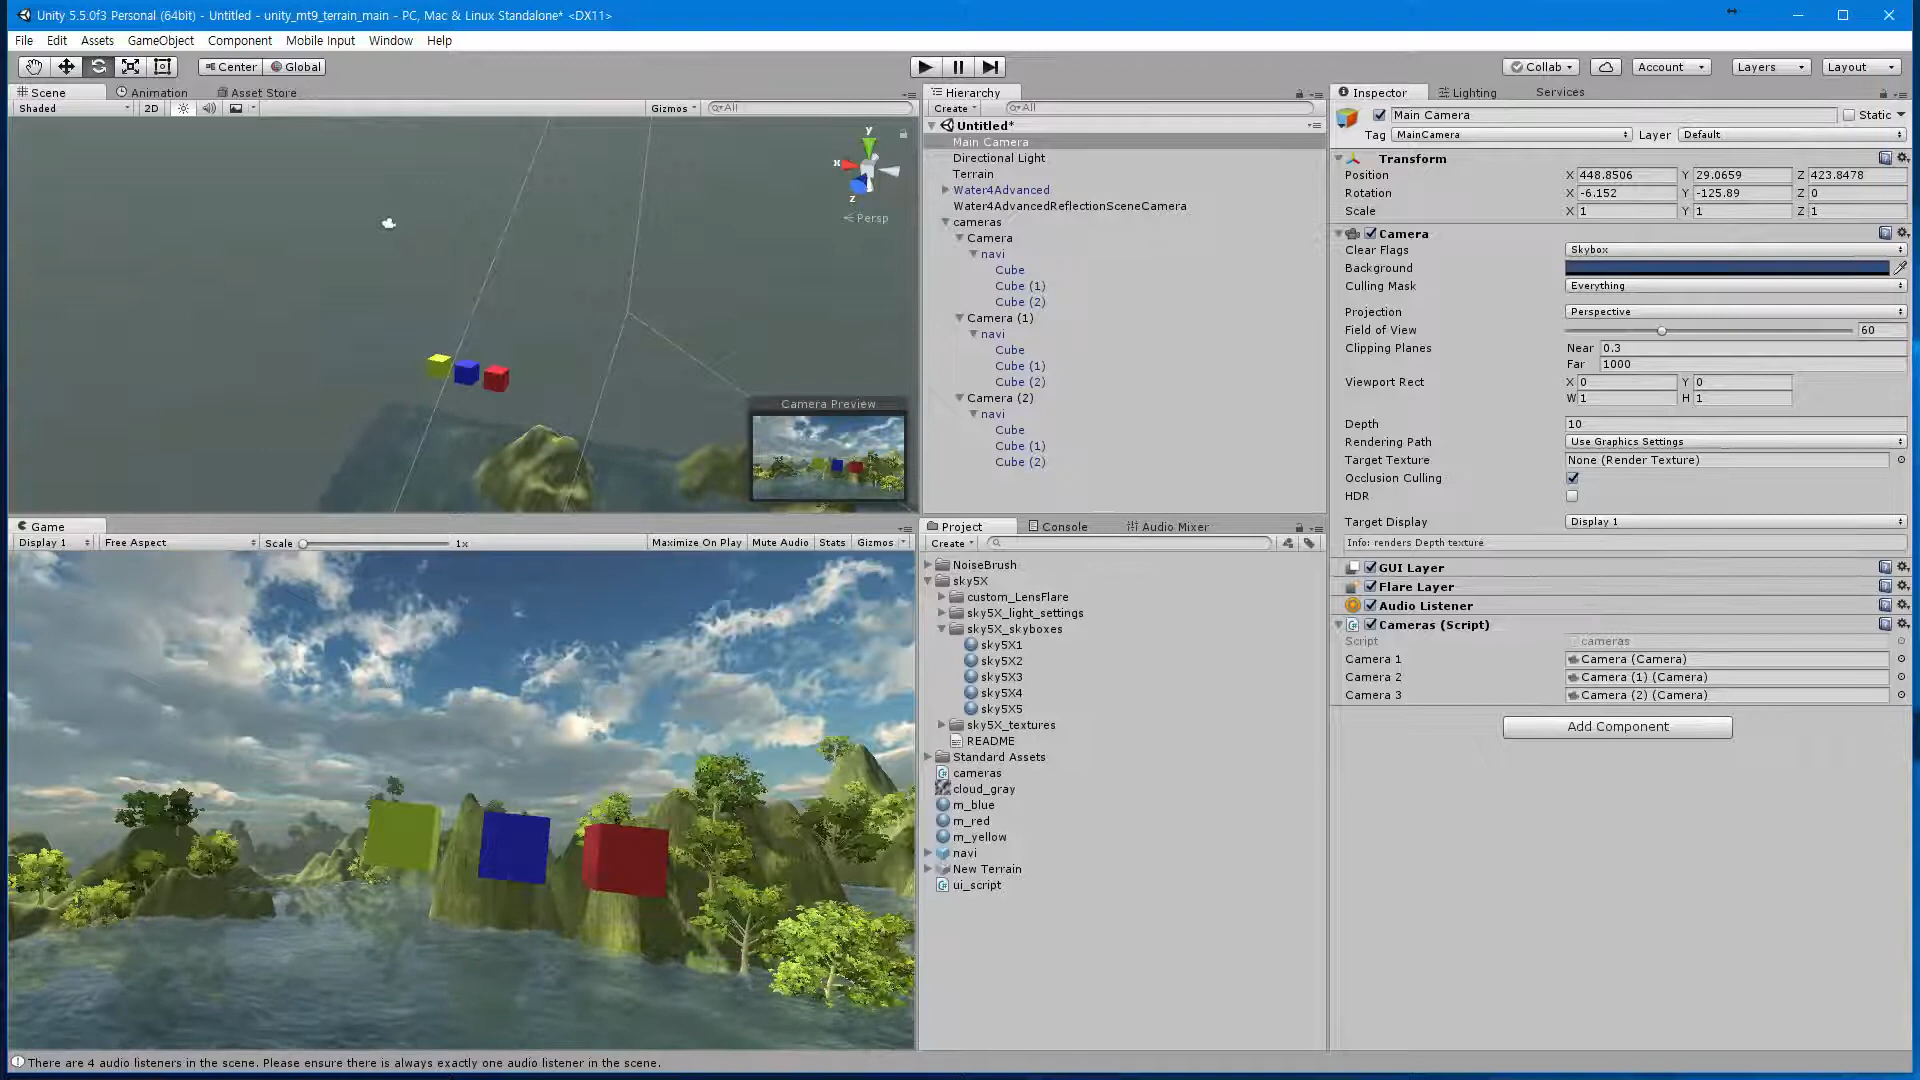 Unity 5.5.0f3 Personal (64bit) - Untitled - unity_mt9_terrain_main - PC, Mac & Linux Standalone* <DX11>
File Edit Assets GameObject Component Mobile Input Window Help
Center Global Collab Account Layers Layout
Scene Animation Asset Store
Shaded 2D Gizmos All
y
x
z
Persp
Camera Preview
Hierarchy
Create All
Untitled*
Main Camera
Directional Light
Terrain
Water4Advanced
Water4AdvancedReflectionSceneCamera
cameras
Camera
navi
Cube
Cube (1)
Cube (2)
Camera (1)
navi
Cube
Cube (1)
Cube (2)
Camera (2)
navi
Cube
Cube (1)
Cube (2)
Inspector Lighting Services
Main Camera Static
Tag MainCamera Layer Default
Transform
Position X 448.8506 Y 29.0659 Z 423.8478
Rotation X -6.152 Y -125.89 Z 0
Scale X 1 Y 1 Z 1
Camera
Clear Flags Skybox
Background
Culling Mask Everything
Projection Perspective
Field of View 60
Clipping Planes Near 0.3
Far 1000
Viewport Rect X 0 Y 0
W 1 H 1
Depth 10
Rendering Path Use Graphics Settings
Target Texture None (Render Texture)
Occlusion Culling
HDR
Target Display Display 1
Info: renders Depth texture
GUI Layer
Flare Layer
Audio Listener
Cameras (Script)
Script cameras
Camera 1 Camera (Camera)
Camera 2 Camera (1) (Camera)
Camera 3 Camera (2) (Camera)
Add Component
Game
Display 1 Free Aspect Scale 1x Maximize On Play Mute Audio Stats Gizmos
Project Console Audio Mixer
Create
NoiseBrush
sky5X
custom_LensFlare
sky5X_light_settings
sky5X_skyboxes
sky5X1
sky5X2
sky5X3
sky5X4
sky5X5
sky5X_textures
README
Standard Assets
cameras
cloud_gray
m_blue
m_red
m_yellow
navi
New Terrain
ui_script
There are 4 audio listeners in the scene. Please ensure there is always exactly one audio listener in the scene.